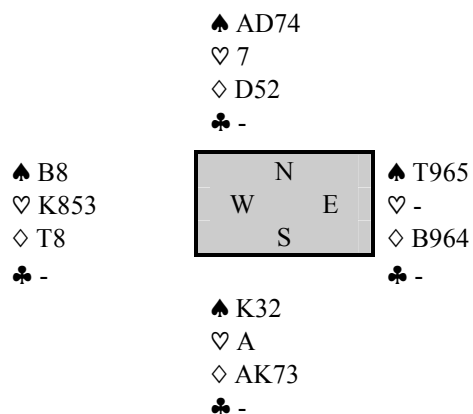 ♠ AD74
♡ 7
♢ D52
♣ -
♠ B8
♡ K853
♢ T8
♣ -
N
W E
S
♠ T965
♡ -
♢ B964
♣ -
♠ K32
♡ A
♢ AK73
♣ -